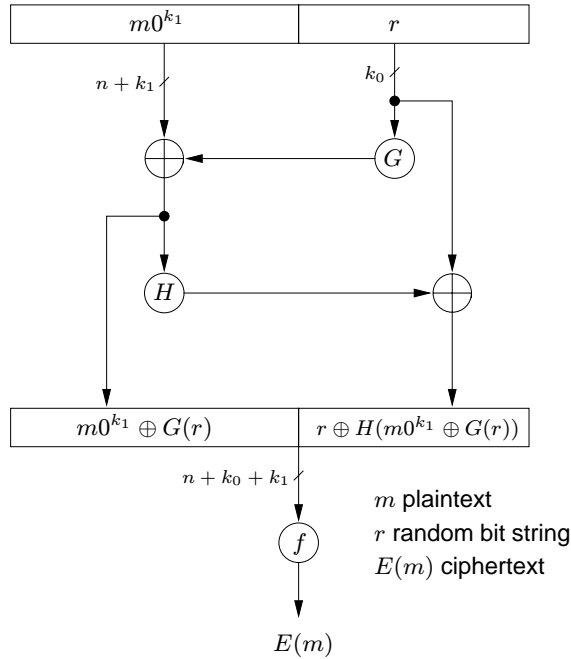 m0^{k_1} r
n + k_1 k_0
G
H
m0^{k_1} ⊕ G(r) r ⊕ H(m0^{k_1} ⊕ G(r))
n + k_0 + k_1
m plaintext
r random bit string
f
E(m) ciphertext
E(m)